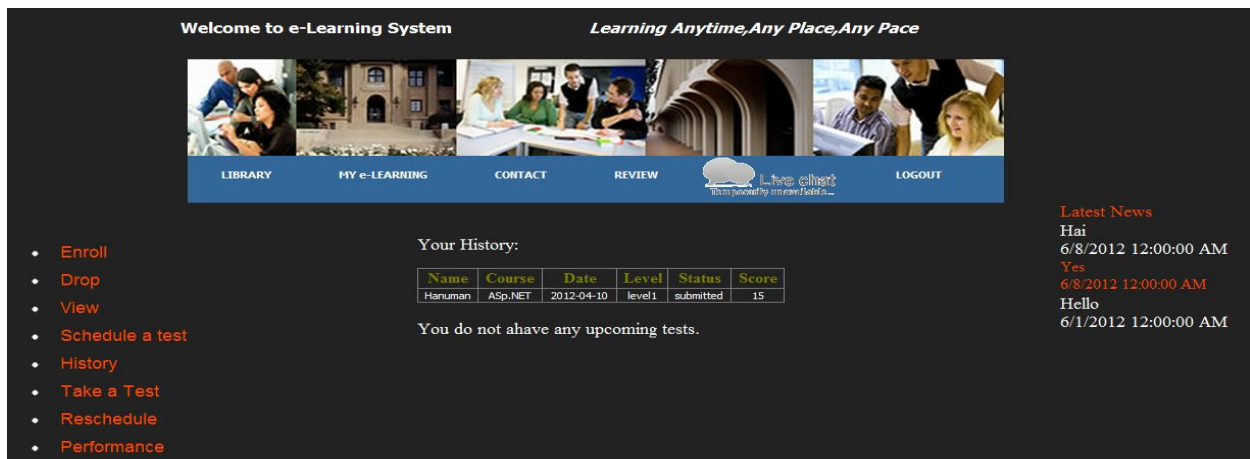 Welcome to e-Learning System
Learning Anytime,Any Place,Any Pace
LIBRARY MY e-LEARNING CONTACT REVIEW Live chat LOGOUT
Temporarily unavailable...
Enroll
Drop
View
Schedule a test
History
Take a Test
Reschedule
Performance
Your History:
Name Course Date Level Status Score
Hanuman ASp.NET 2012-04-10 level1 submitted 15
You do not ahave any upcoming tests.
Latest News
Hai
6/8/2012 12:00:00 AM
Yes
6/8/2012 12:00:00 AM
Hello
6/1/2012 12:00:00 AM